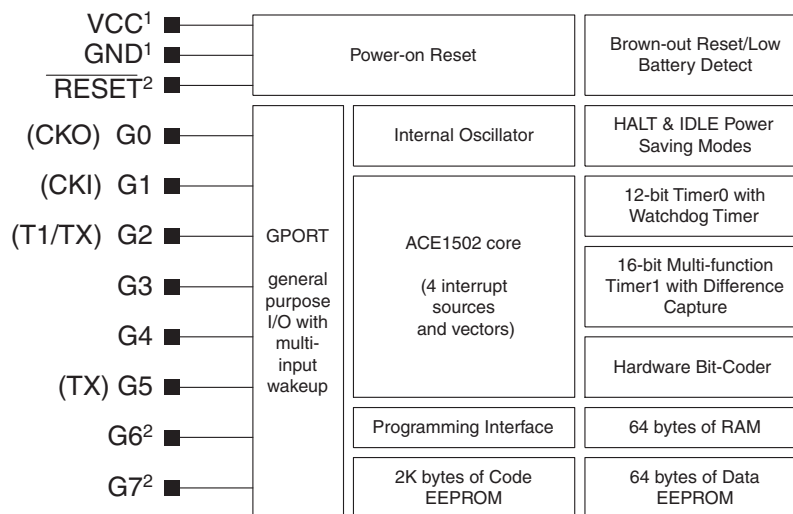 VCC¹
GND¹
RESET²
Power-on Reset
Brown-out Reset/Low
Battery Detect
(CKO) G0
(CKI) G1
(T1/TX) G2
G3
G4
(TX) G5
G6²
G7²
GPORT
general
purpose
I/O with
multi-
input
wakeup
Internal Oscillator
HALT & IDLE Power
Saving Modes
ACE1502 core
(4 interrupt
sources
and vectors)
12-bit Timer0 with
Watchdog Timer
16-bit Multi-function
Timer1 with Difference
Capture
Hardware Bit-Coder
Programming Interface
64 bytes of RAM
2K bytes of Code
EEPROM
64 bytes of Data
EEPROM